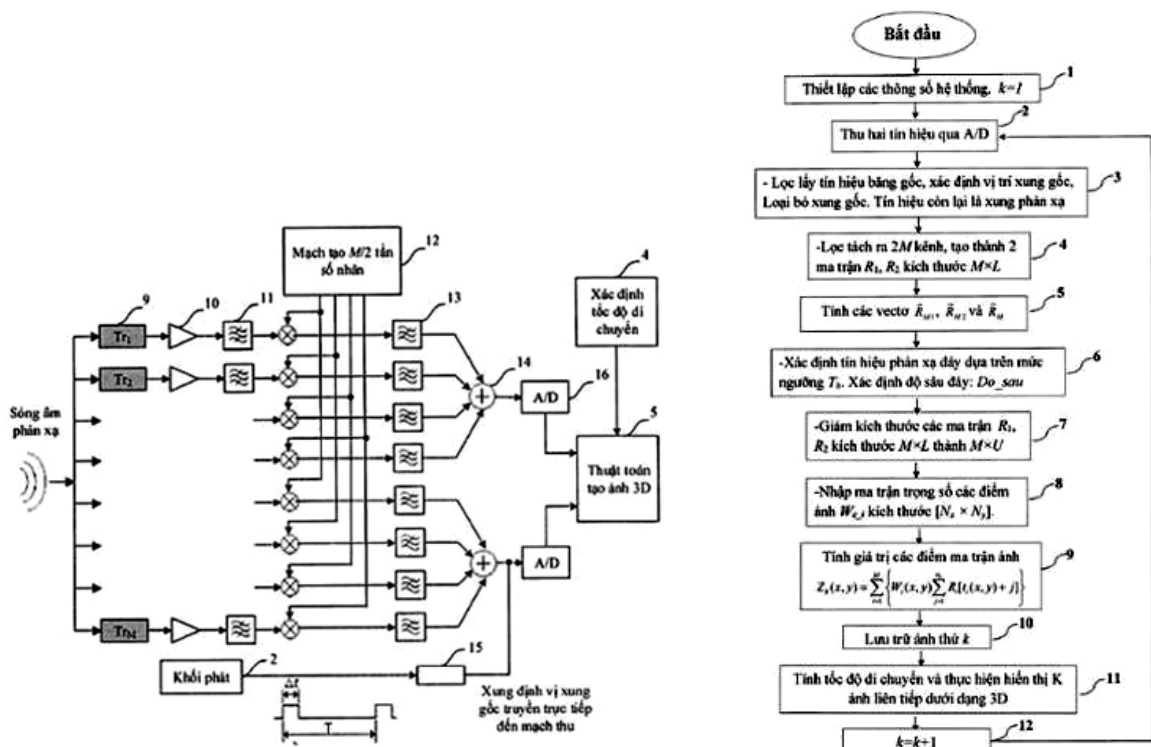 12
Mạch tạo M/2 tần
số nhân
4
Xác định
tốc độ di
chuyển
9
10
11
13
Tr₁
Tr₂
14
16
A/D
5
Sóng âm
phản xạ
Thuật toán
tạo ảnh 3D
A/D
Tr_M
15
Khối phát
2
Δt
T
Xung định vị xung
gốc truyền trực tiếp
đến mạch thu
Bắt đầu
1
Thiết lập các thông số hệ thống, k=1
2
Thu hai tín hiệu qua A/D
3
- Lọc lấy tín hiệu băng gốc, xác định vị trí xung gốc,
Loại bỏ xung gốc. Tín hiệu còn lại là xung phản xạ
4
-Lọc tách ra 2M kênh, tạo thành 2
ma trận R₁, R₂ kích thước M×L
5
Tính các vectơ R̄_M1, R̄_M2 và R̄_M
6
-Xác định tín hiệu phản xạ đáy dựa trên mức
ngưỡng. Xác định độ sâu đáy: Do_sau
7
-Giảm kích thước các ma trận R₁,
R₂ kích thước M×L thành M×U
8
-Nhập ma trận trọng số các điểm
ảnh kích thước [Nₓ × Nᵧ].
9
Tính giá trị các điểm ma trận ảnh
10
Lưu trữ ảnh thứ k
11
Tính tốc độ di chuyển và thực hiện hiển thị K
ảnh liên tiếp dưới dạng 3D
12
k=k+1